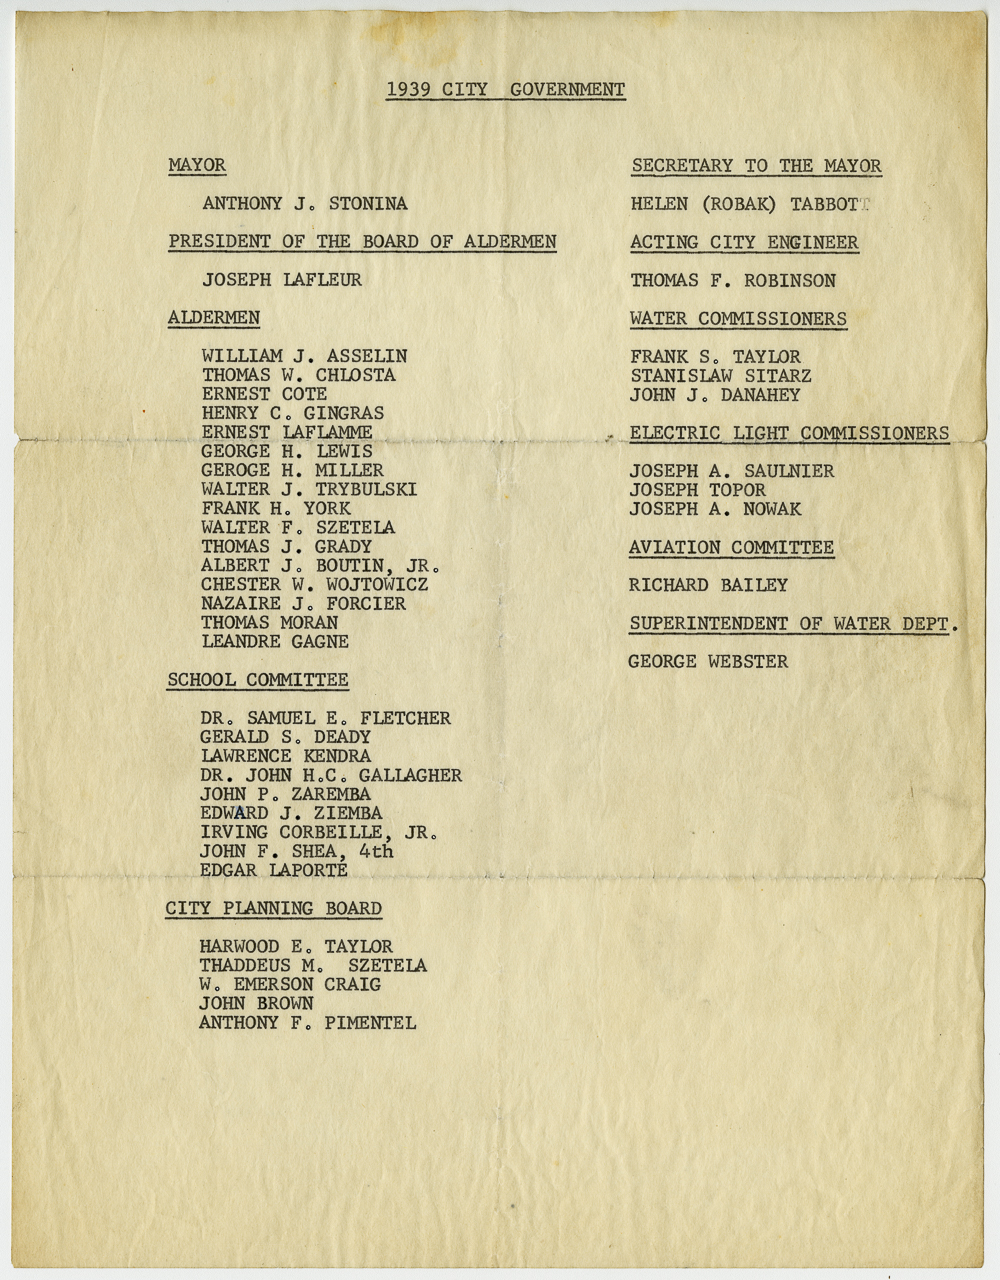 1939 CITY GOVERNMENT
MAYOR
ANTHONY J. STONINA
PRESIDENT OF THE BOARD OF ALDERMEN
JOSEPH LAFLEUR
ALDERMEN
WILLIAM J. ASSELIN
THOMAS W. CHLOSTA
ERNEST COTE
HENRY C. GINGRAS
ERNEST LAFLAMME
GEORGE H. LEWIS
GEROGE H. MILLER
WALTER J. TRYBULSKI
FRANK H. YORK
WALTER F. SZETELA
THOMAS J. GRADY
ALBERT J. BOUTIN, JR.
CHESTER W. WOJTOWICZ
NAZAIRE J. FORCIER
THOMAS MORAN
LEANDRE GAGNE
SCHOOL COMMITTEE
DR. SAMUEL E. FLETCHER
GERALD S. DEADY
LAWRENCE KENDRA
DR. JOHN H.C. GALLAGHER
JOHN P. ZAREMBA
EDWARD J. ZIEMBA
IRVING CORBEILLE, JR.
JOHN F. SHEA, 4th
EDGAR LAPORTE
CITY PLANNING BOARD
HARWOOD E. TAYLOR
THADDEUS M. SZETELA
W. EMERSON CRAIG
JOHN BROWN
ANTHONY F. PIMENTEL
SECRETARY TO THE MAYOR
HELEN (ROBAK) TABBOTT
ACTING CITY ENGINEER
THOMAS F. ROBINSON
WATER COMMISSIONERS
FRANK S. TAYLOR
STANISLAW SITARZ
JOHN J. DANAHEY
ELECTRIC LIGHT COMMISSIONERS
JOSEPH A. SAULNIER
JOSEPH TOPOR
JOSEPH A. NOWAK
AVIATION COMMITTEE
RICHARD BAILEY
SUPERINTENDENT OF WATER DEPT.
GEORGE WEBSTER